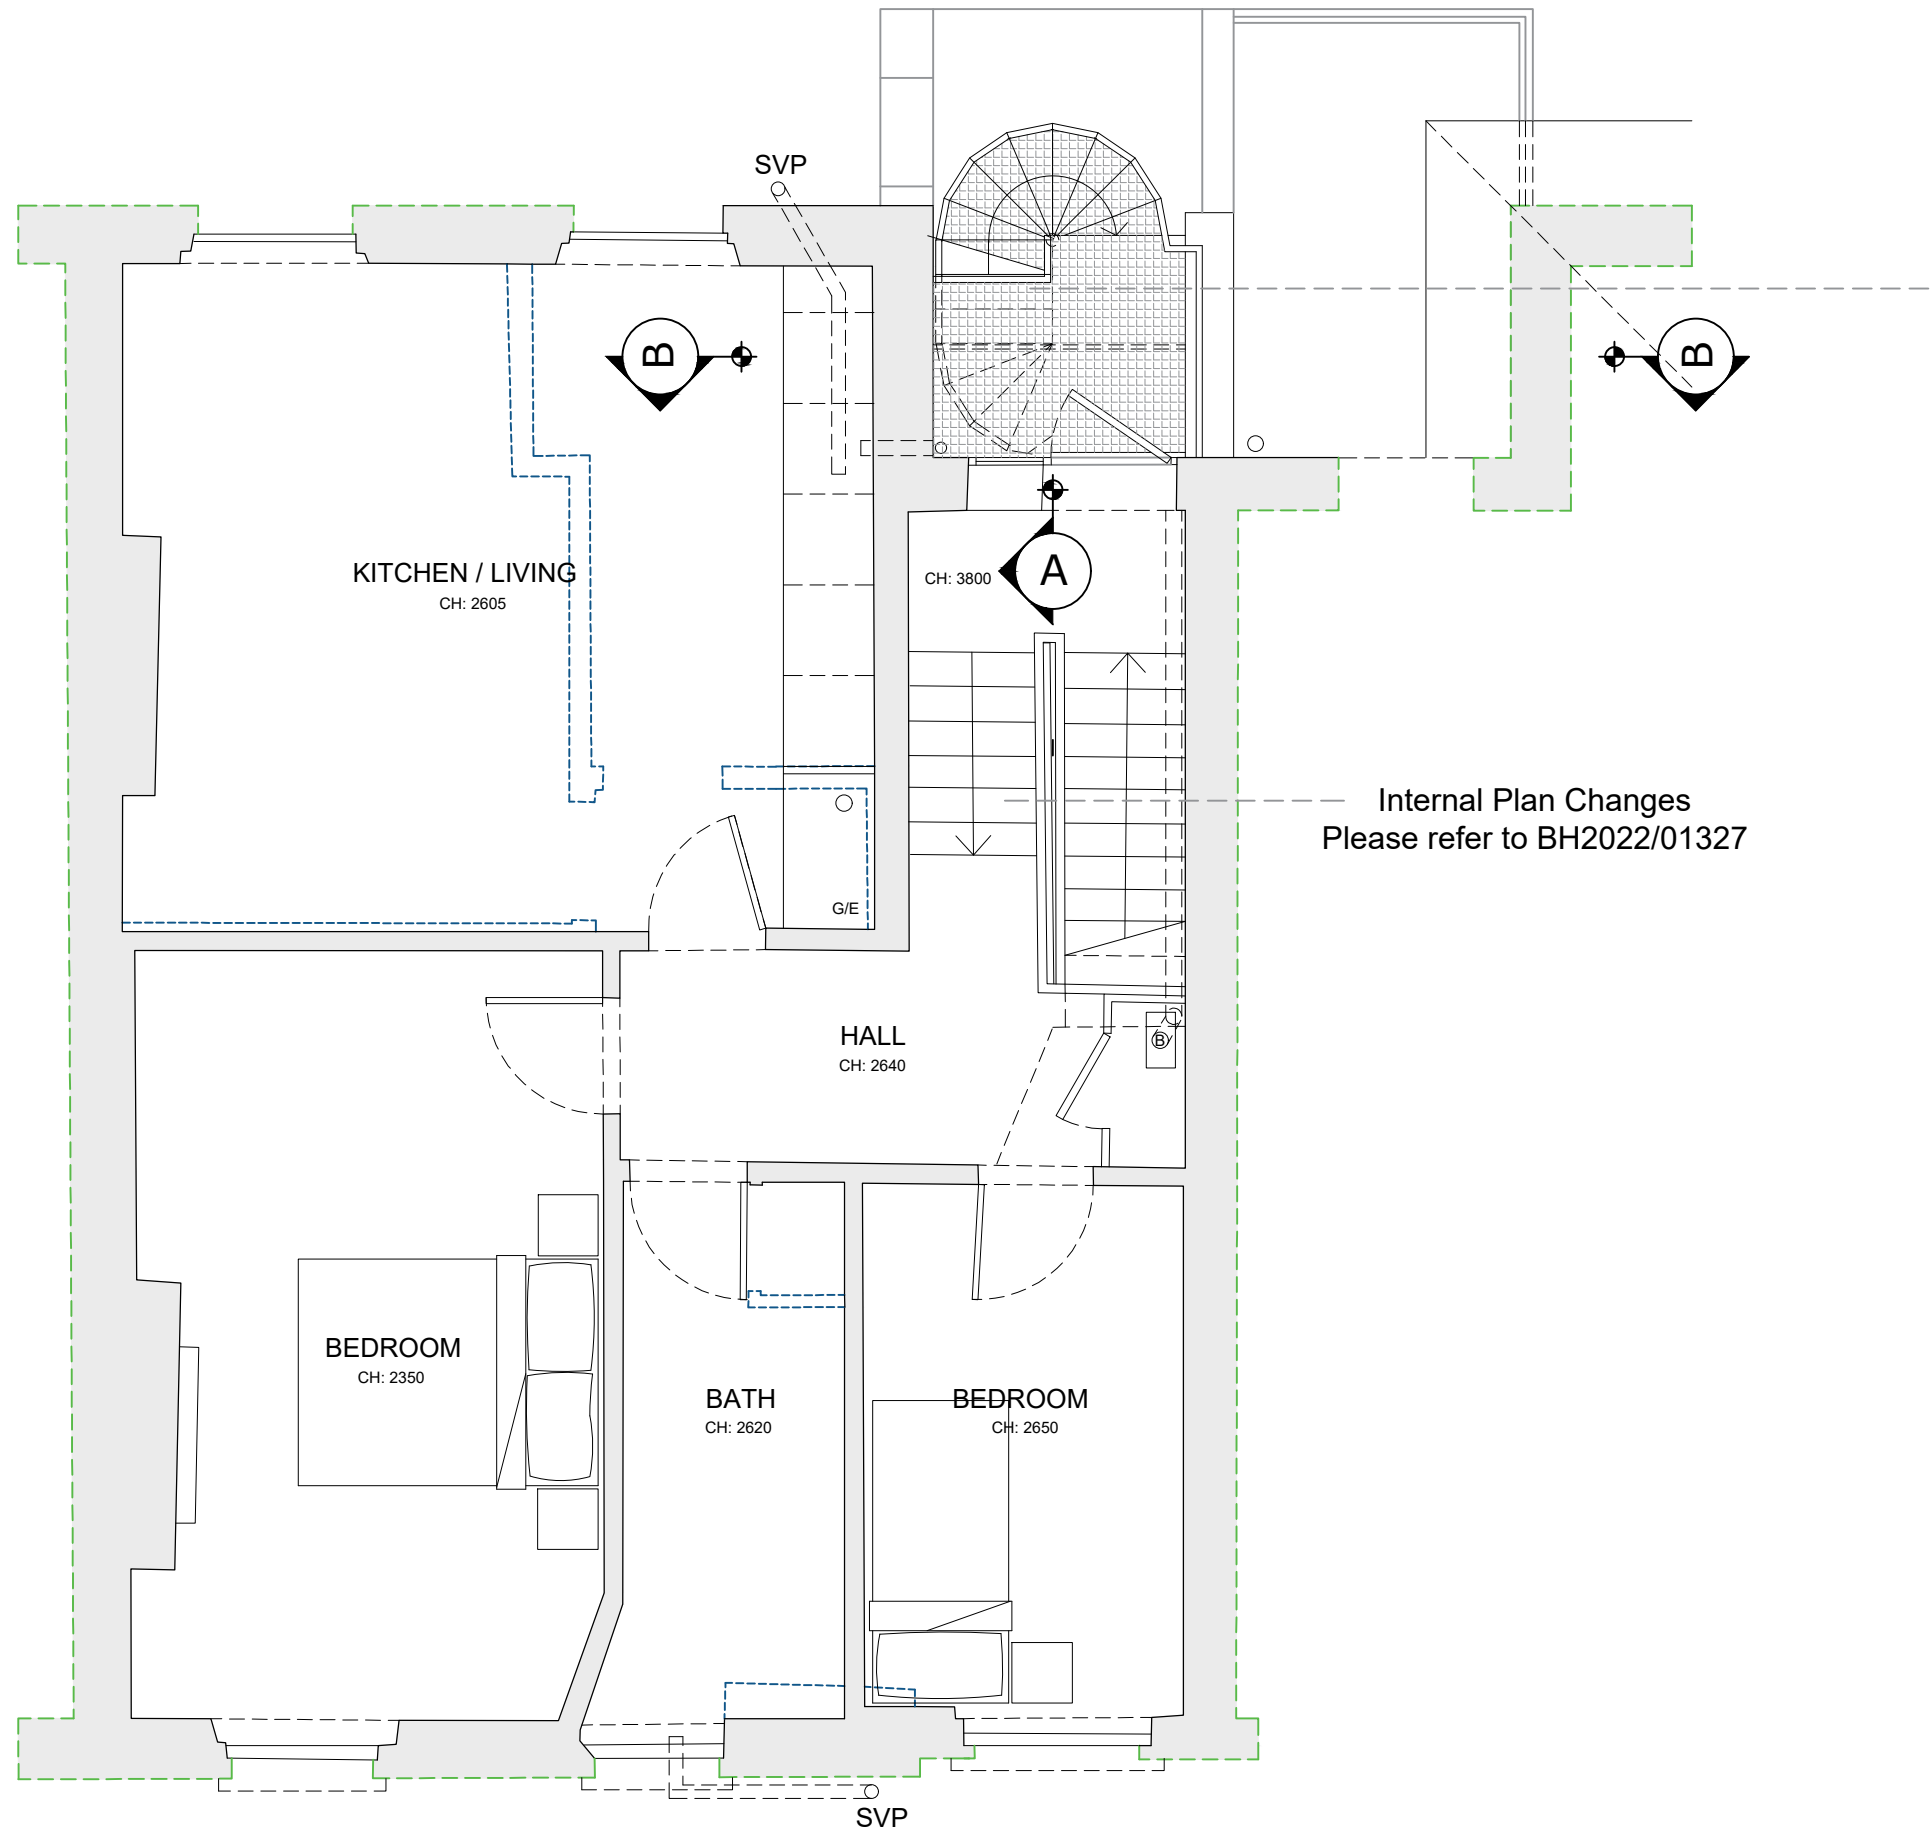 SVP
B
B
KITCHEN / LIVING
CH: 2605
CH: 3800
A
Internal Plan Changes
Please refer to BH2022/01327
G/E
HALL
CH: 2640
B
BEDROOM
CH: 2350
BATH
CH: 2620
BEDROOM
CH: 2650
SVP